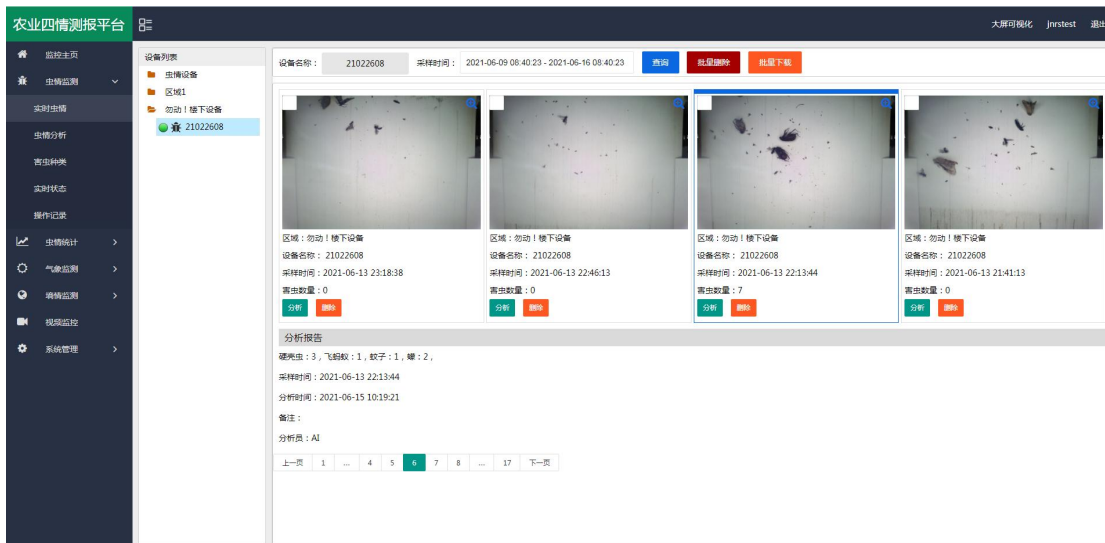 农业四情测报平台
大屏可视化 jnrstest 退出
监控主页
虫情监测
实时虫情
虫情分析
害虫种类
实时状态
操作记录
虫情统计
气象监测
墒情监测
视频监控
系统管理
设备列表
虫情设备
区域1
勿动！楼下设备
21022608
设备名称： 21022608 采样时间： 2021-06-09 08:40:23 - 2021-06-16 08:40:23 查询 批量删除 批量下载
区域：勿动！楼下设备
设备名称： 21022608
采样时间：2021-06-13 23:18:38
害虫数量：0
分析 删除
区域：勿动！楼下设备
设备名称： 21022608
采样时间：2021-06-13 22:46:13
害虫数量：0
分析 删除
区域：勿动！楼下设备
设备名称： 21022608
采样时间：2021-06-13 22:13:44
害虫数量：7
分析 删除
区域：勿动！楼下设备
设备名称： 21022608
采样时间：2021-06-13 21:41:13
害虫数量：0
分析 删除
分析报告
硬壳虫：3，飞蚂蚁：1，蚊子：1，蠓：2，
采样时间：2021-06-13 22:13:44
分析时间：2021-06-15 10:19:21
备注：
分析员：AI
上一页 1 ... 4 5 6 7 8 ... 17 下一页